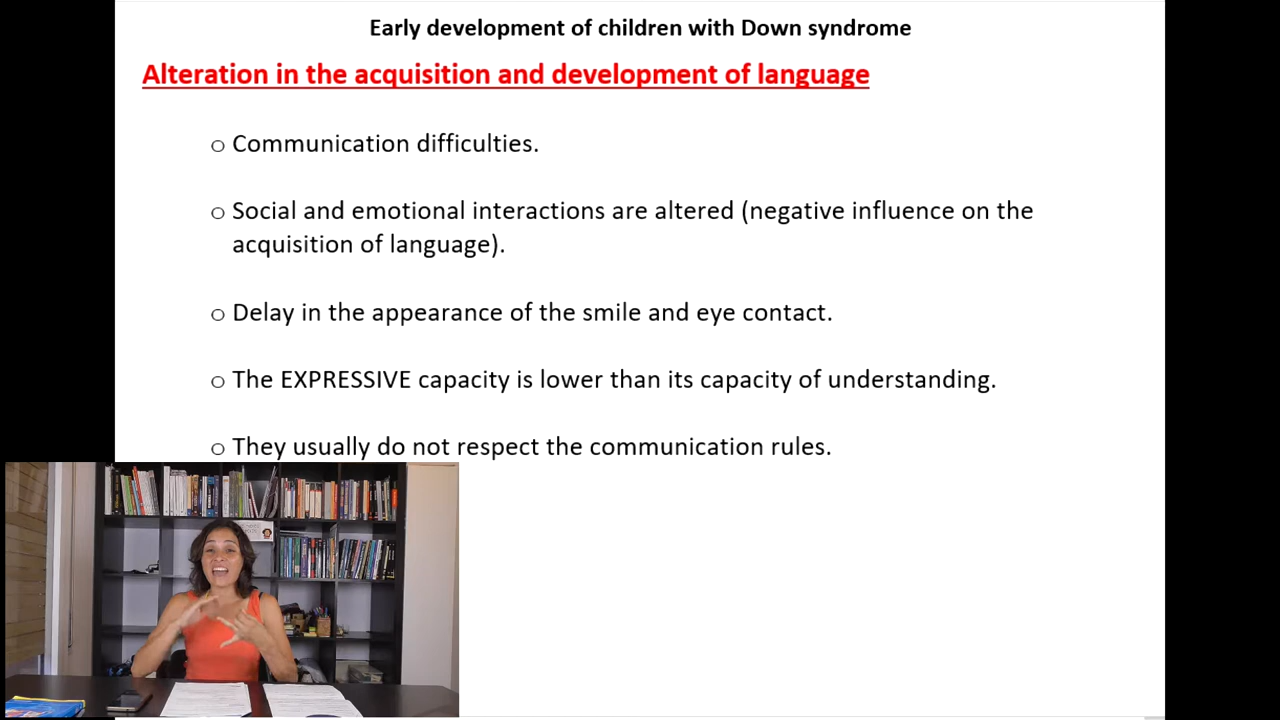 Early development of children with Down syndrome
Alteration in the acquisition and development of language
o Communication difficulties.
o Social and emotional interactions are altered (negative influence on the
acquisition of language).
o Delay in the appearance of the smile and eye contact.
o The EXPRESSIVE capacity is lower than its capacity of understanding.
o They usually do not respect the communication rules.